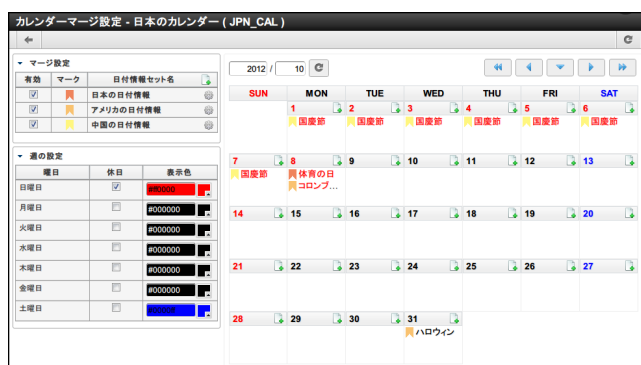 カレンダーマージ設定 - 日本のカレンダー ( JPN_CAL )
マージ設定
有効 マーク 日付情報セット名
日本の日付情報
アメリカの日付情報
中国の日付情報
週の設定
曜日 休日 表示色
日曜日 #ff0000
月曜日 #000000
火曜日 #000000
水曜日 #000000
木曜日 #000000
金曜日 #000000
土曜日
2012 / 10
SUN MON TUE WED THU FRI SAT
1 2 3 4 5 6
国慶節 国慶節 国慶節 国慶節 国慶節 国慶節
7 8 9 10 11 12 13
国慶節 体育の日
コロンブ...
14 15 16 17 18 19 20
21 22 23 24 25 26 27
28 29 30 31
ハロウィン